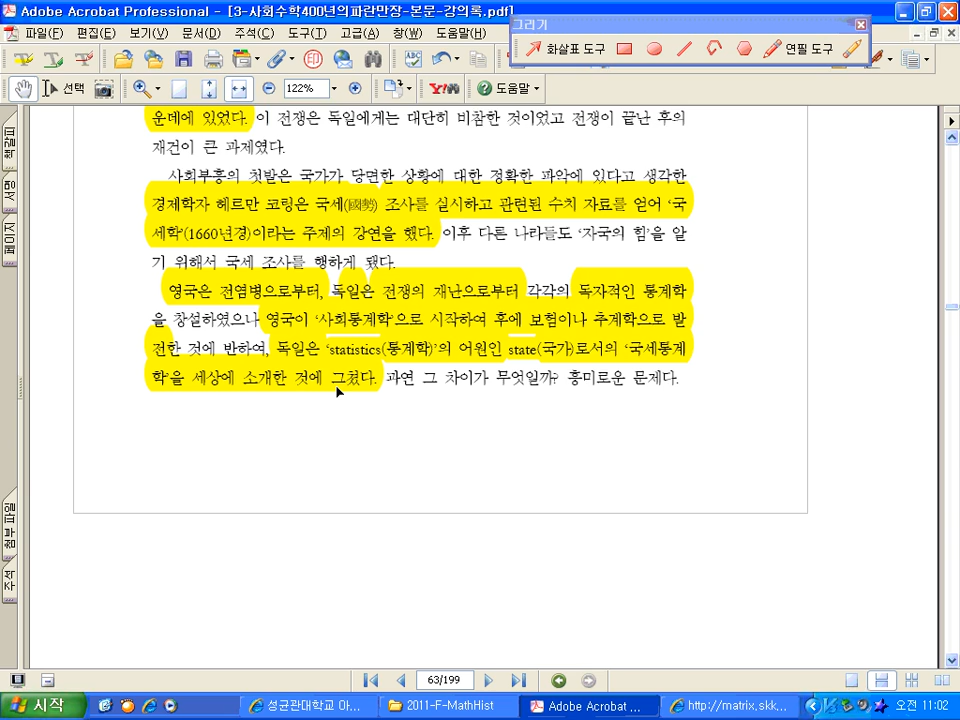 Adobe Acrobat Professional - [3-사회수학400년의파란만장-본문-강의록.pdf]
그리기
파일(F) 편집(E) 보기(V) 문서(D) 주석(C) 도구(T) 고급(A) 창(W) 도움말(H)
화살표 도구 연필 도구
선택 122% Y! 도움말
책갈피
서명
페이지
첨부 파일
주석
운데에 있었다. 이 전쟁은 독일에게는 대단히 비참한 것이었고 전쟁이 끝난 후의
재건이 큰 과제였다.
사회부흥의 첫발은 국가가 당면한 상황에 대한 정확한 파악에 있다고 생각한
경제학자 헤르만 코링은 국세(國勢) 조사를 실시하고 관련된 수치 자료를 얻어 ‘국
세학’(1660년경)이라는 주제의 강연을 했다. 이후 다른 나라들도 ‘자국의 힘’을 알
기 위해서 국세 조사를 행하게 됐다.
영국은 전염병으로부터, 독일은 전쟁의 재난으로부터 각각의 독자적인 통계학
을 창설하였으나 영국이 ‘사회통계학’으로 시작하여 후에 보험이나 추계학으로 발
전한 것에 반하여, 독일은 ‘statistics(통계학)’의 어원인 state(국가)로서의 ‘국세통계
학’을 세상에 소개한 것에 그쳤다. 과연 그 차이가 무엇일까? 흥미로운 문제다.
63/199
시작 성균관대학교 아... 2011-F-MathHist Adobe Acrobat ... http://matrix,skk... 오전 11:02